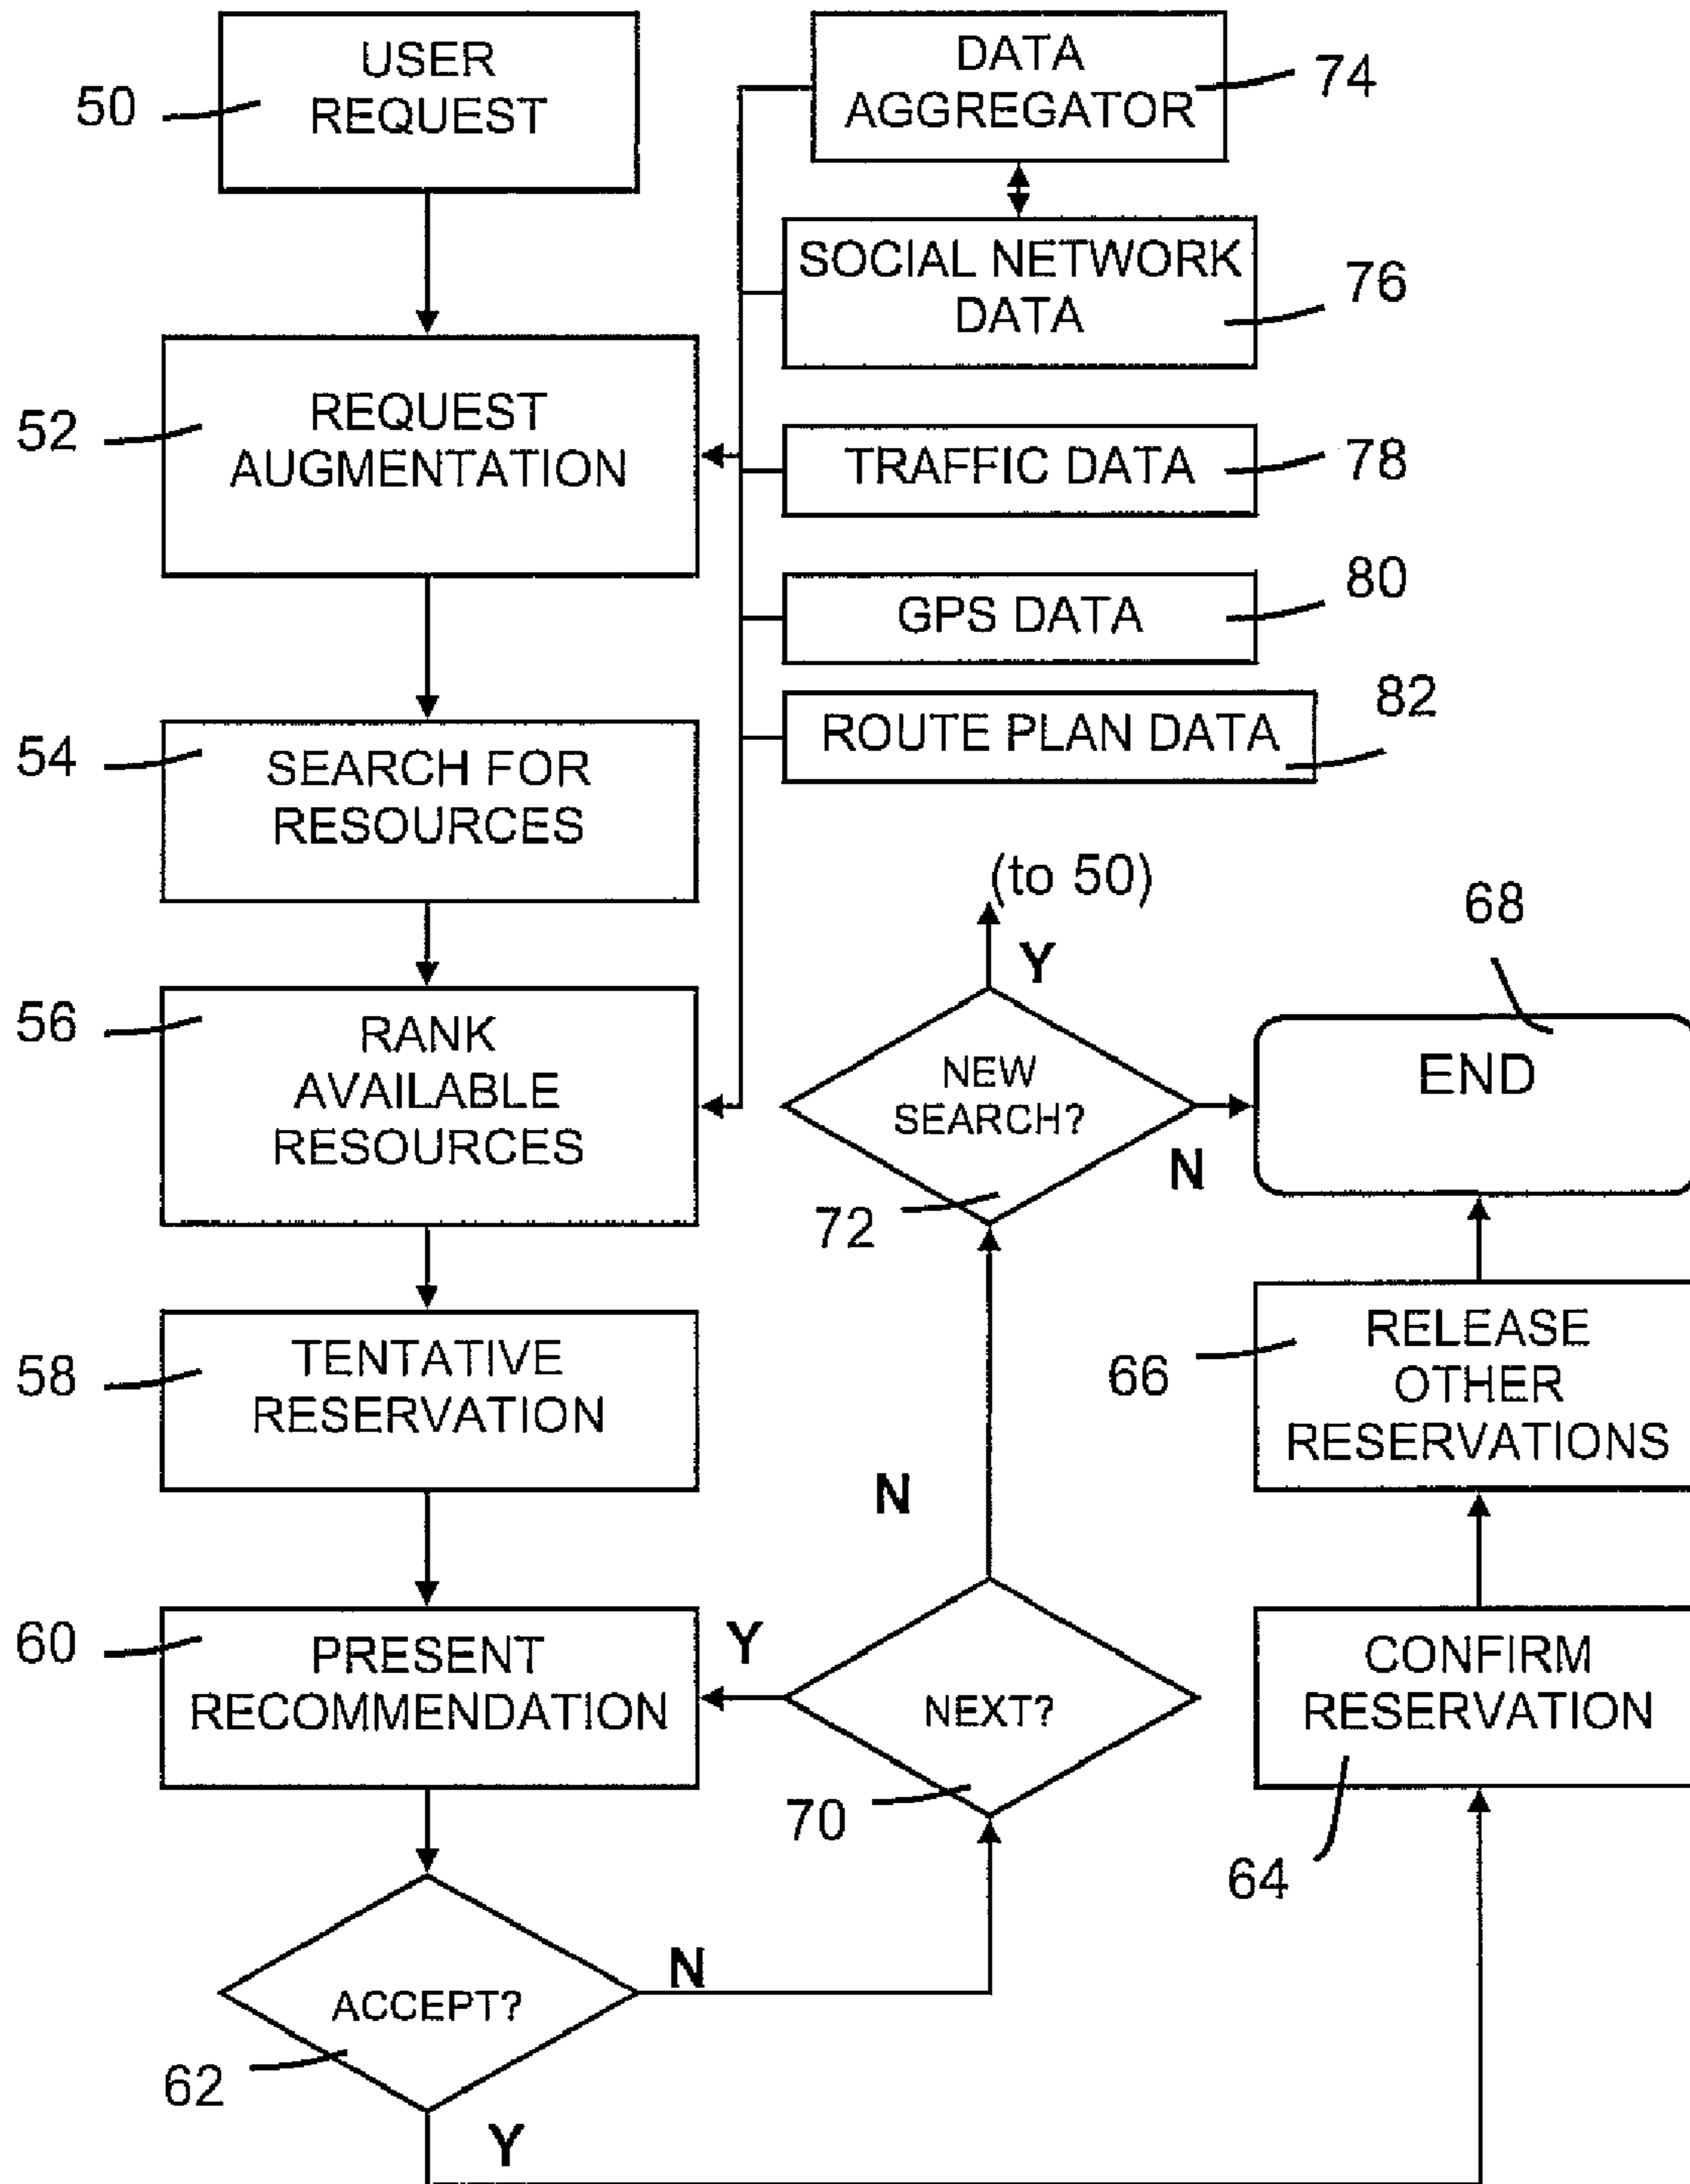 USER
REQUEST
50
DATA
AGGREGATOR
74
SOCIAL NETWORK
DATA
76
REQUEST
AUGMENTATION
52
TRAFFIC DATA
78
GPS DATA
80
ROUTE PLAN DATA
82
SEARCH FOR
RESOURCES
54
(to 50)
Y
68
END
RANK
AVAILABLE
RESOURCES
56
NEW
SEARCH?
N
72
TENTATIVE
RESERVATION
58
RELEASE
OTHER
RESERVATIONS
66
N
PRESENT
RECOMMENDATION
60
Y
NEXT?
70
CONFIRM
RESERVATION
64
ACCEPT?
N
62
Y